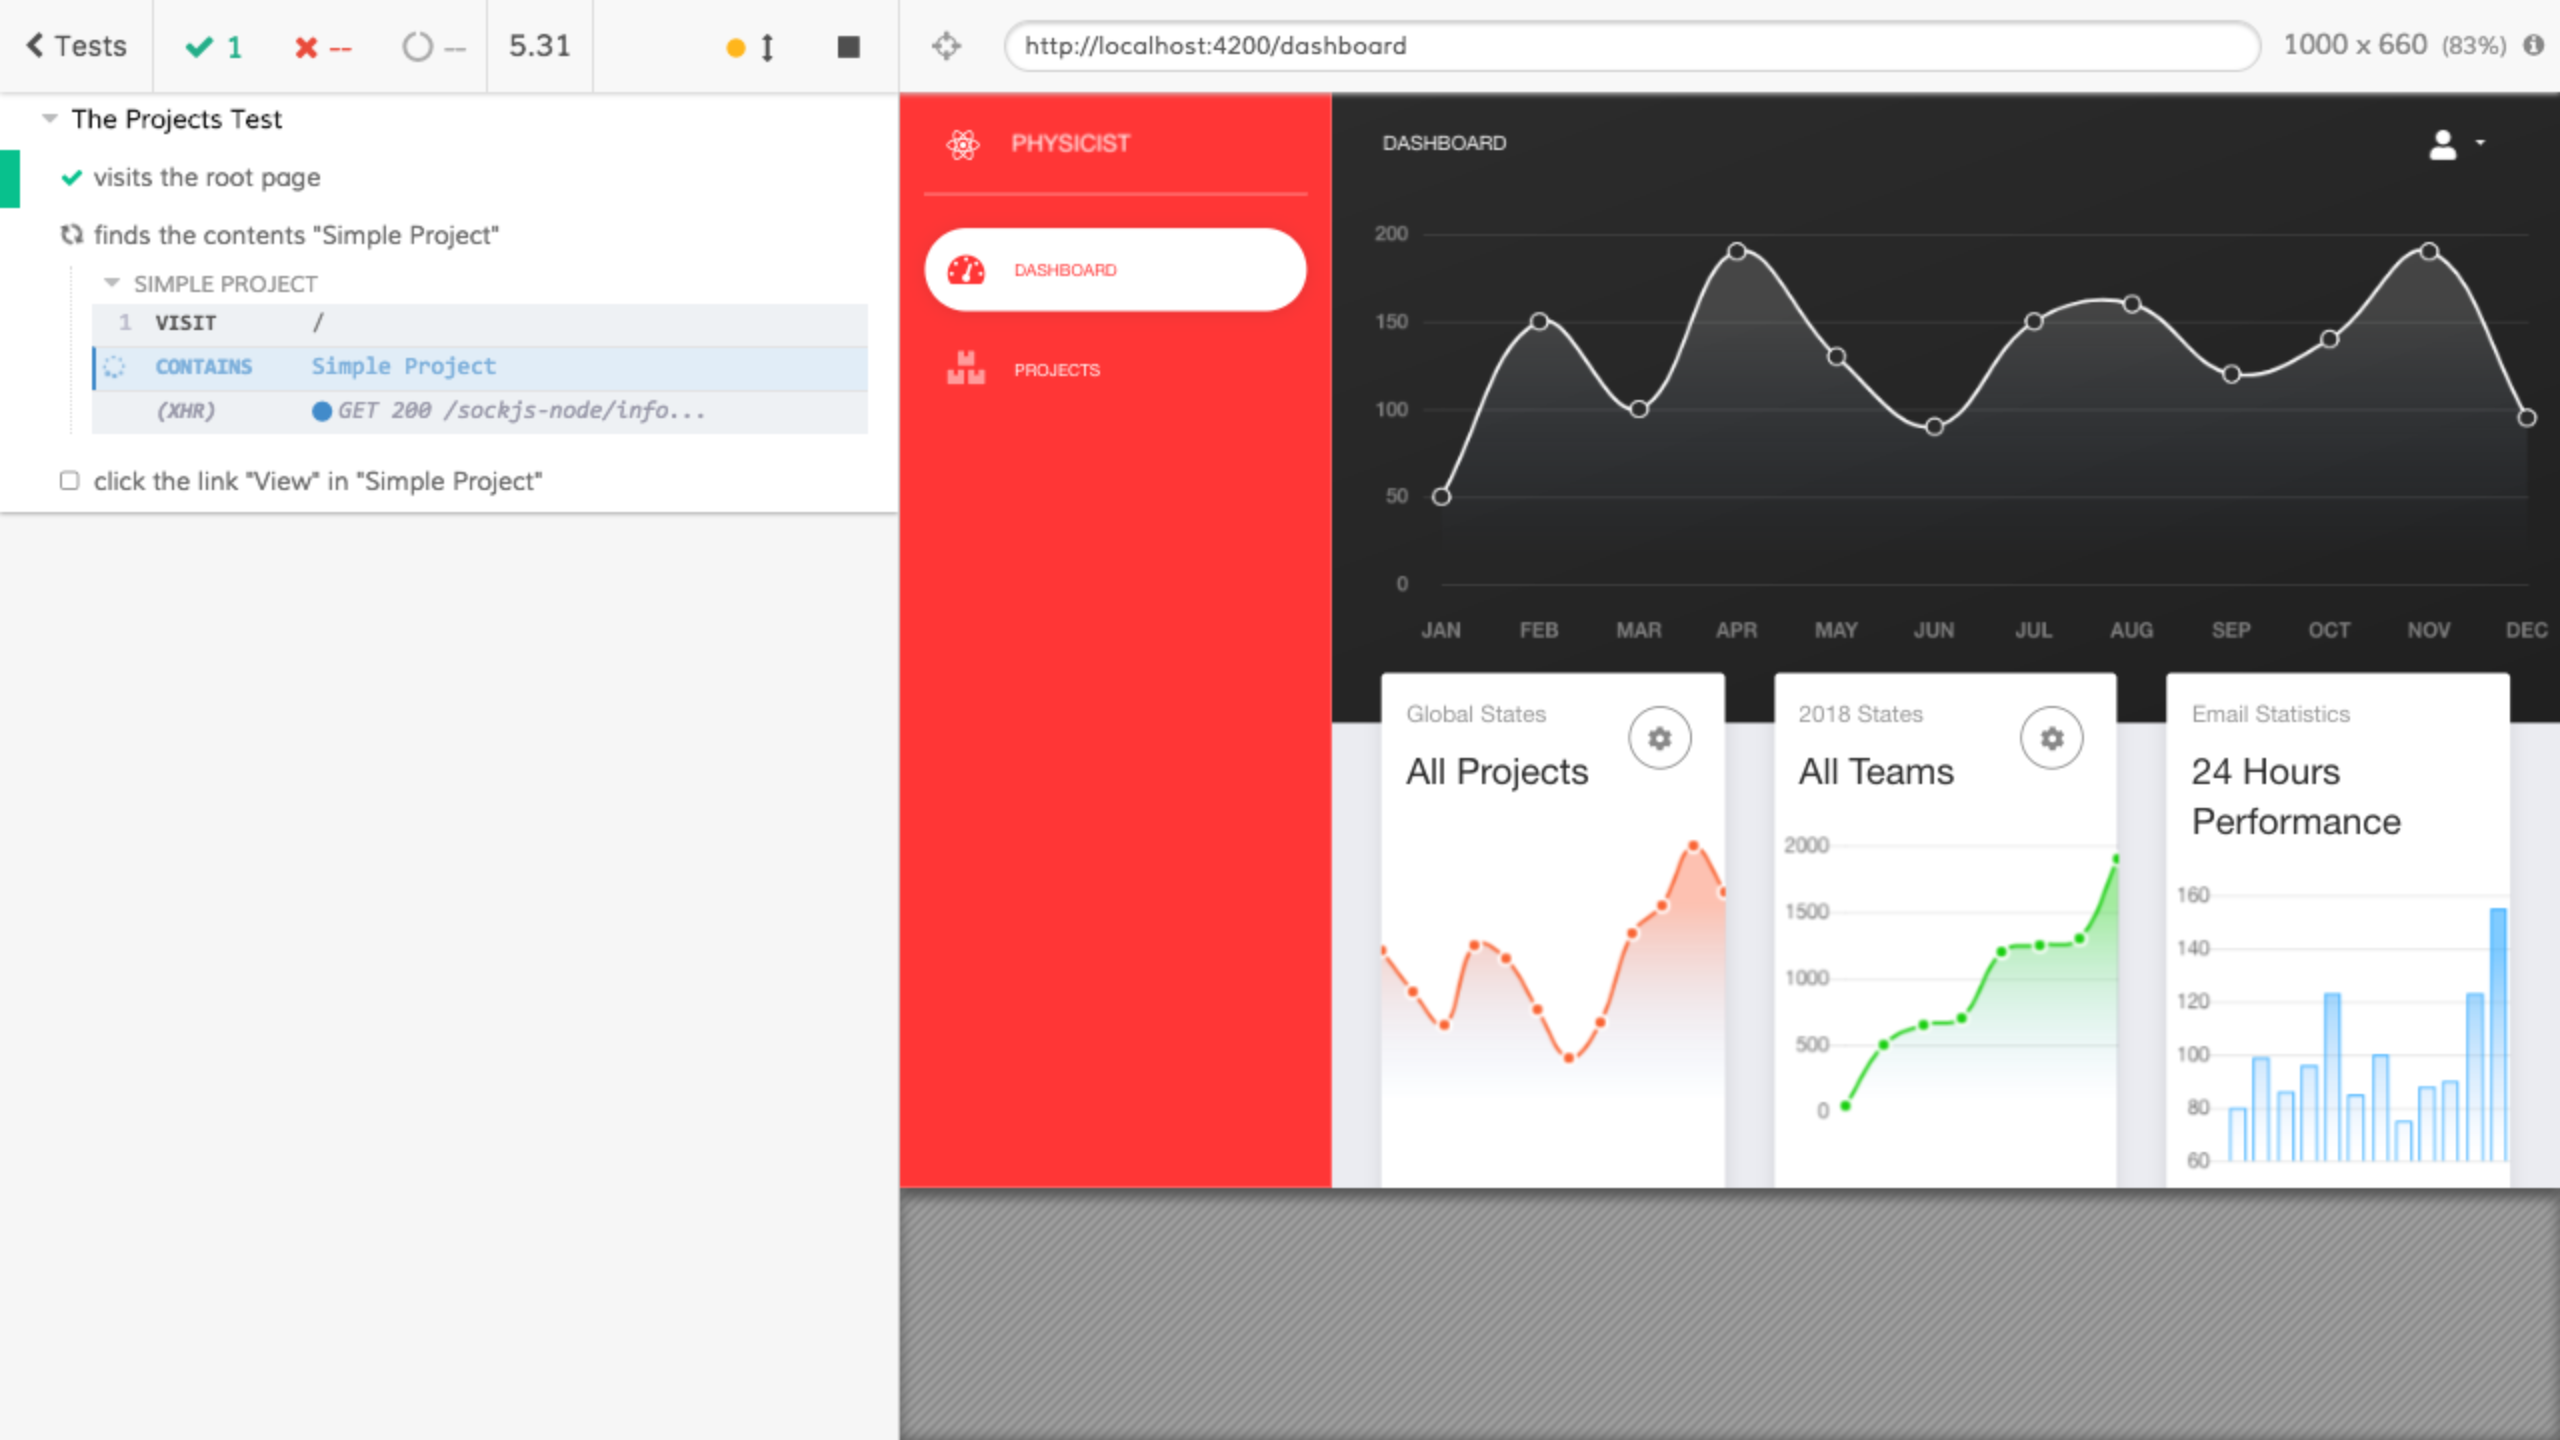 Tests
1
--
--
5.31
http://localhost:4200/dashboard
1000 x 660 (83%)
The Projects Test
visits the root page
finds the contents "Simple Project"
SIMPLE PROJECT
1 VISIT /
CONTAINS Simple Project
(XHR) GET 200 /sockjs-node/info...
click the link "View" in "Simple Project"
PHYSICIST
DASHBOARD
PROJECTS
DASHBOARD
200
150
100
50
0
JAN FEB MAR APR MAY JUN JUL AUG SEP OCT NOV DEC
Global States
All Projects
2018 States
All Teams
2000
1500
1000
500
0
Email Statistics
24 Hours
Performance
160
140
120
100
80
60